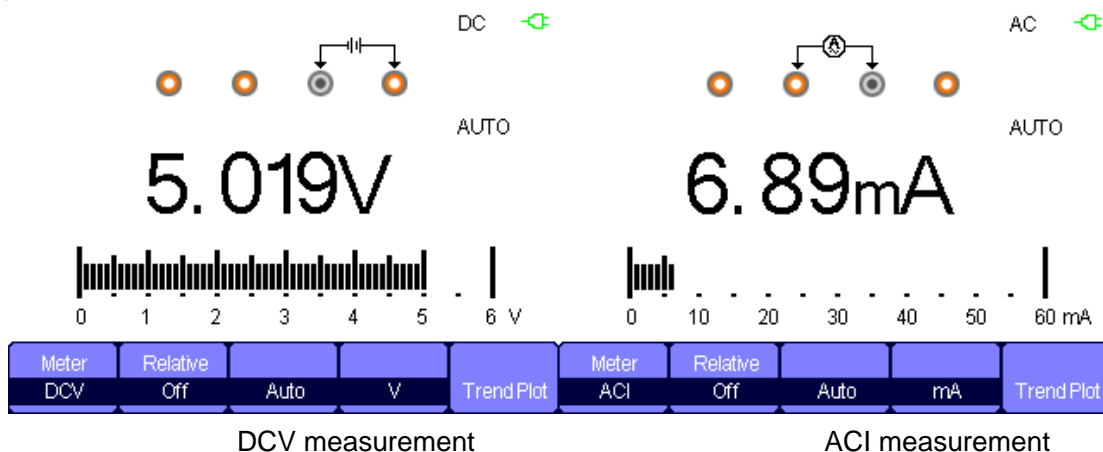 DC
AUTO
5.019V
0 1 2 3 4 5 6 V
Meter Relative
DCV Off Auto V Trend Plot
AC
A
AUTO
6.89mA
0 10 20 30 40 50 60 mA
Meter Relative
ACI Off Auto mA Trend Plot
DCV measurement
ACI measurement